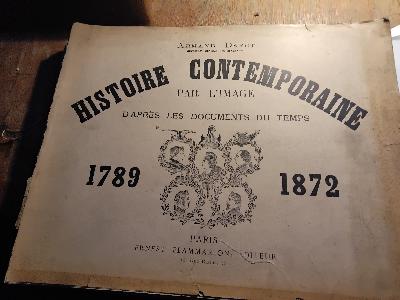 ARMAND DAYOT
HISTOIRE CONTEMPORAINE
PAR L'IMAGE
D'APRÈS LES DOCUMENTS DU TEMPS
1789
1872
PARIS
ERNEST FLAMMARION, ÉDITEUR